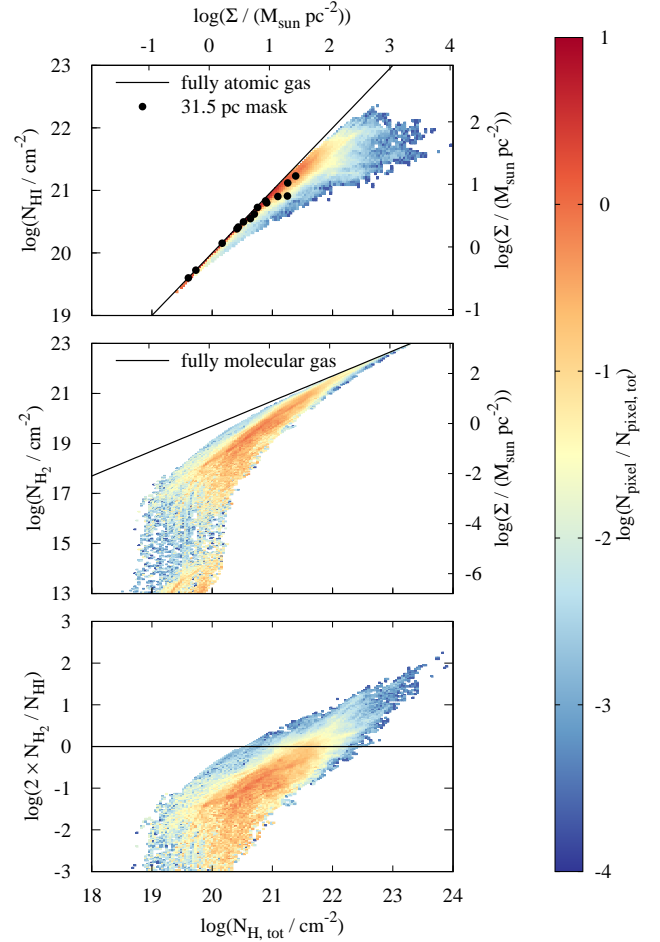 log(Σ / (M_sun pc^-2))
-1 0 1 2 3 4
23
22
21
20
19
log(N_HI / cm^-2)
fully atomic gas
31.5 pc mask
2
1
0
-1
log(Σ / (M_sun pc^-2))
23
21
19
17
15
13
log(N_H_2 / cm^-2)
fully molecular gas
2
0
-2
-4
-6
log(Σ / (M_sun pc^-2))
3
2
1
0
-1
-2
-3
log(2 × N_H_2 / N_HI)
18 19 20 21 22 23 24
log(N_H, tot / cm^-2)
1
0
-1
-2
-3
-4
log(N_pixel / N_pixel, tot)